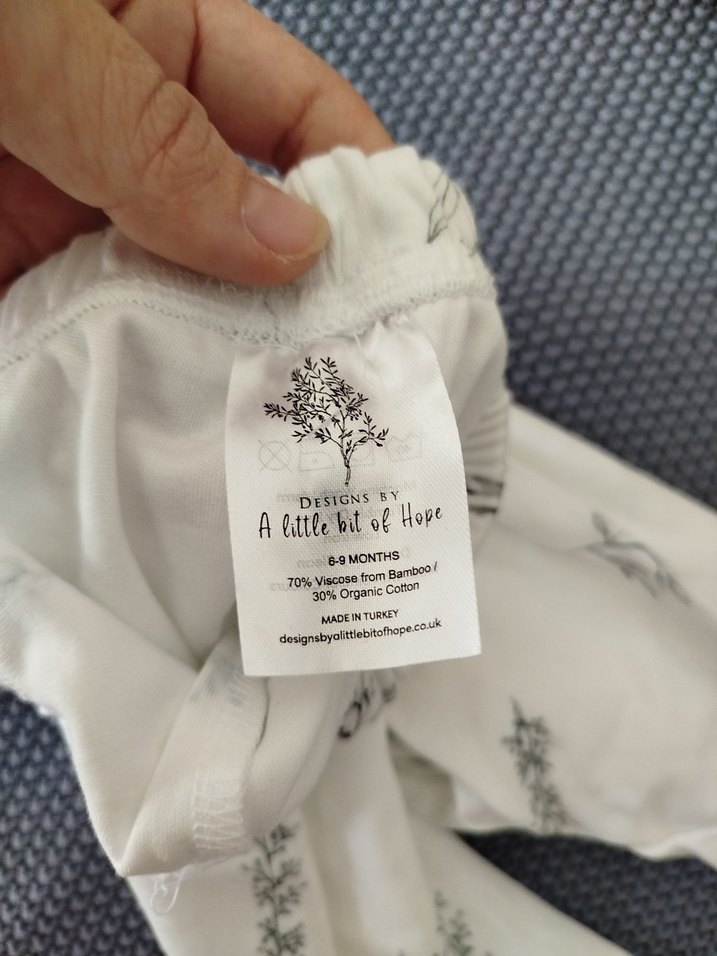 DESIGNS BY
A little bit of Hope
6-9 MONTHS
70% Viscose from Bamboo /
30% Organic Cotton
MADE IN TURKEY
designsbyalittlebitofhope.co.uk